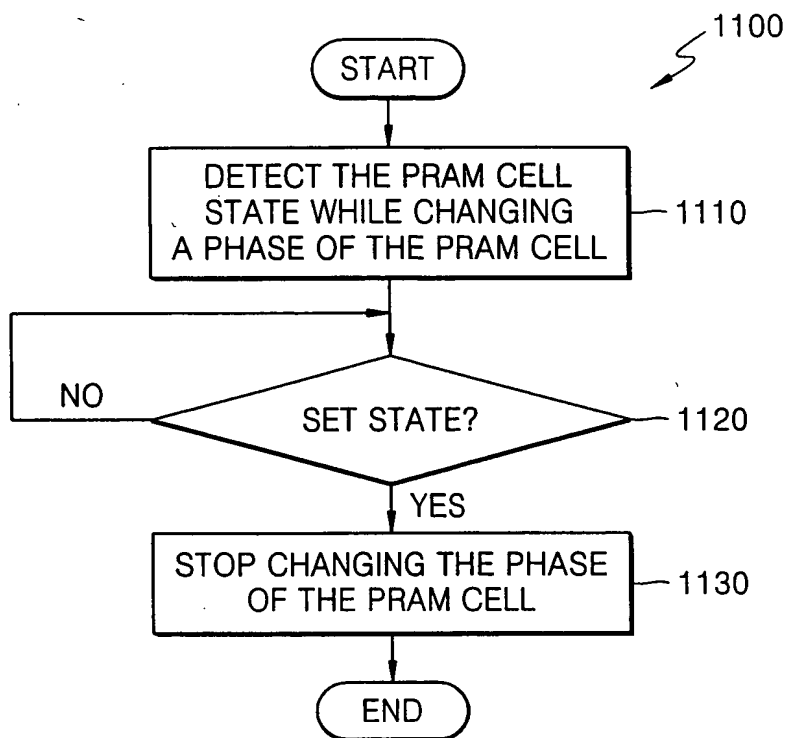 1100
START
DETECT THE PRAM CELL
STATE WHILE CHANGING
A PHASE OF THE PRAM CELL
1110
NO
SET STATE?
1120
YES
STOP CHANGING THE PHASE
OF THE PRAM CELL
1130
END